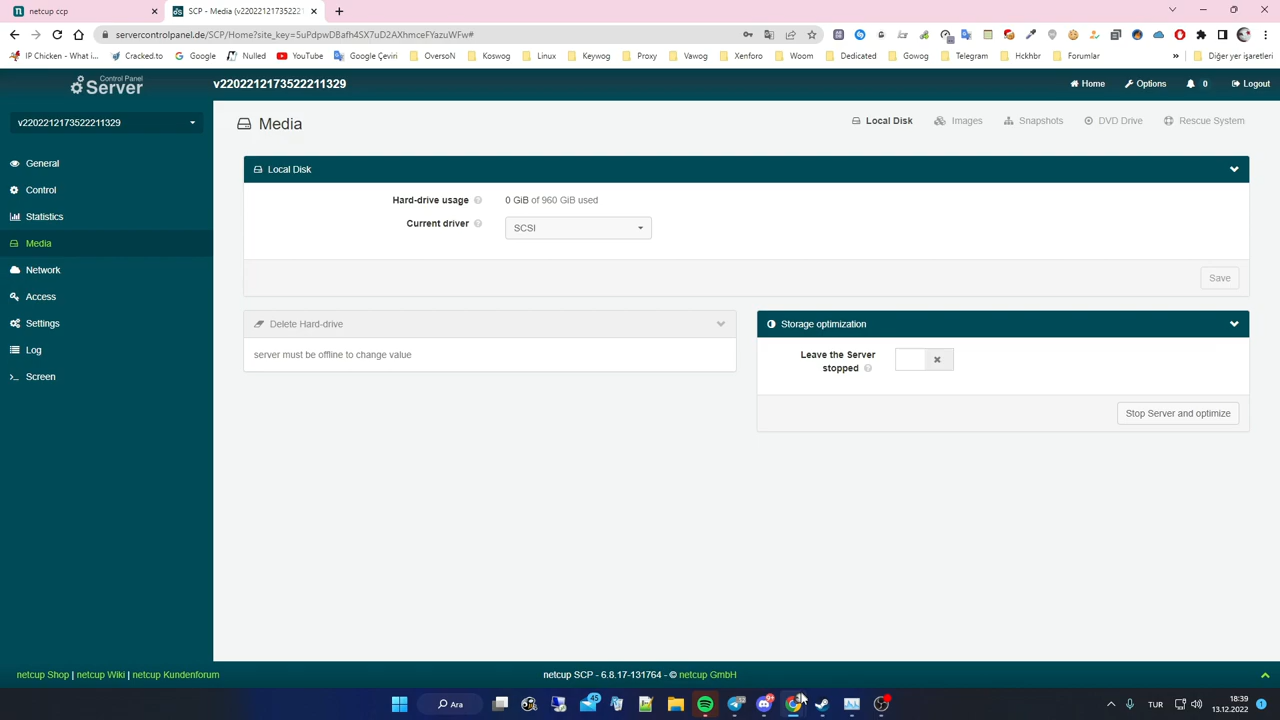 netcup ccp
SCP - Media (v2202212173522
servercontrolpanel.de/SCP/Home?site_key=5uPdpwDBafh4SX7uD2AXhmceFYazuWFw#
IP Chicken - What i...
Cracked.to
Google
Nulled
YouTube
Google Çeviri
OversoN
Koswog
Linux
Keywog
Proxy
Vawog
Xenforo
Woom
Dedicated
Gowog
Telegram
Hckhbr
Forumlar
Diğer yer işaretleri
Control Panel
Server
v2202212173522211329
Home
Options
0
Logout
v2202212173522211329
Media
Local Disk
Images
Snapshots
DVD Drive
Rescue System
General
Control
Statistics
Media
Network
Access
Settings
Log
Screen
Local Disk
Hard-drive usage
0 GiB of 960 GiB used
Current driver
SCSI
Save
Delete Hard-drive
server must be offline to change value
Storage optimization
Leave the Server
stopped
Stop Server and optimize
netcup Shop | netcup Wiki | netcup Kundenforum
netcup SCP - 6.8.17-131764 - © netcup GmbH
Ara
45
9+
TUR
18:39
13.12.2022
1